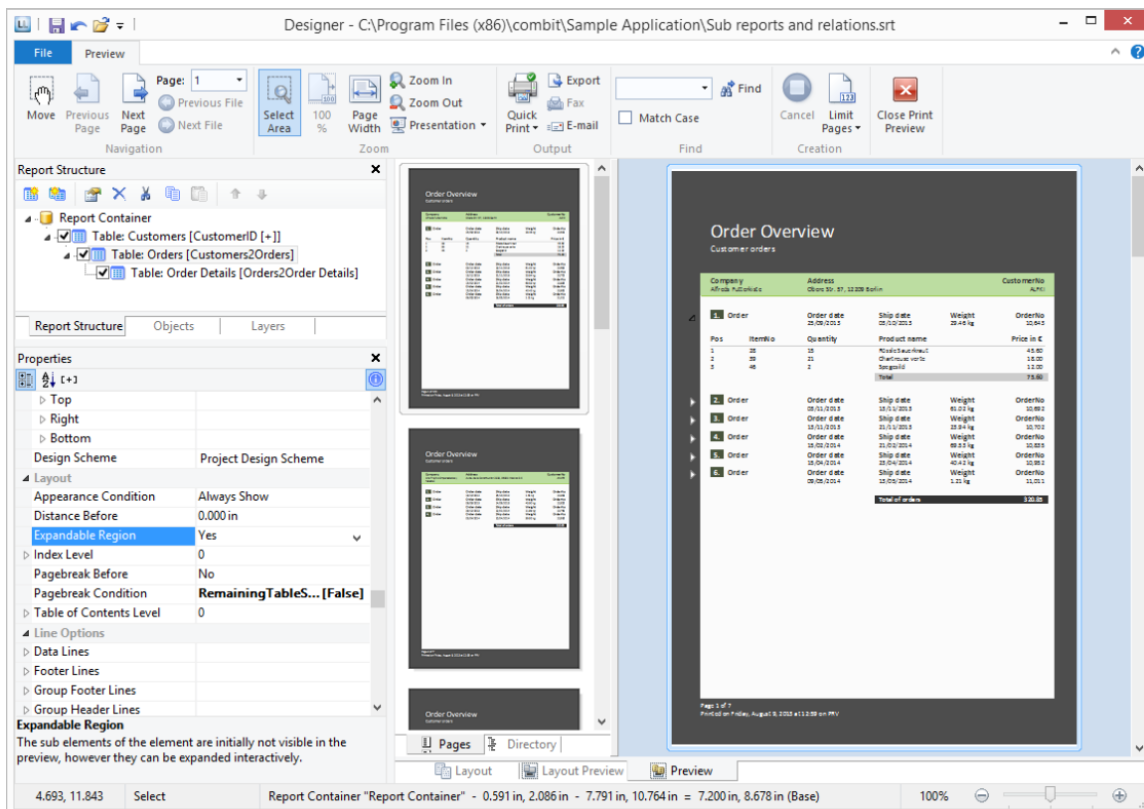 Designer - C:\Program Files (x86)\combit\Sample Application\Sub reports and relations.srt
File Preview
Move
Previous Page
Next Page
Page: 1
Previous File
Next File
Navigation
Select Area
100 %
Page Width
Zoom In
Zoom Out
Presentation
Zoom
Quick Print
Export
Fax
E-mail
Output
Find
Match Case
Find
Cancel
Limit Pages
Creation
Close Print Preview
Report Structure
Report Container
Table: Customers [CustomerID [+]]
Table: Orders [Customers2Orders]
Table: Order Details [Orders2Order Details]
Report Structure Objects Layers
Properties
Top
Right
Bottom
Design Scheme Project Design Scheme
Layout
Appearance Condition Always Show
Distance Before 0.000 in
Expandable Region Yes
Index Level 0
Pagebreak Before No
Pagebreak Condition RemainingTableS... [False]
Table of Contents Level 0
Line Options
Data Lines
Footer Lines
Group Footer Lines
Group Header Lines
Expandable Region
The sub elements of the element are initially not visible in the
preview, however they can be expanded interactively.
Order Overview
Order Overview
Order Overview
Pages Directory
Order Overview
Customer orders
Company Address CustomerNo
1. Order Order date Ship date Weight OrderNo
Pos ItemNo Quantity Product name Price in £
Total
2. Order Order date Ship date Weight OrderNo
3. Order Order date Ship date Weight OrderNo
4. Order Order date Ship date Weight OrderNo
5. Order Order date Ship date Weight OrderNo
6. Order Order date Ship date Weight OrderNo
Total of orders
Page 1 of 7
Layout Layout Preview Preview
4.693, 11.843 Select Report Container "Report Container" - 0.591 in, 2.086 in - 7.791 in, 10.764 in = 7.200 in, 8.678 in (Base) 100%